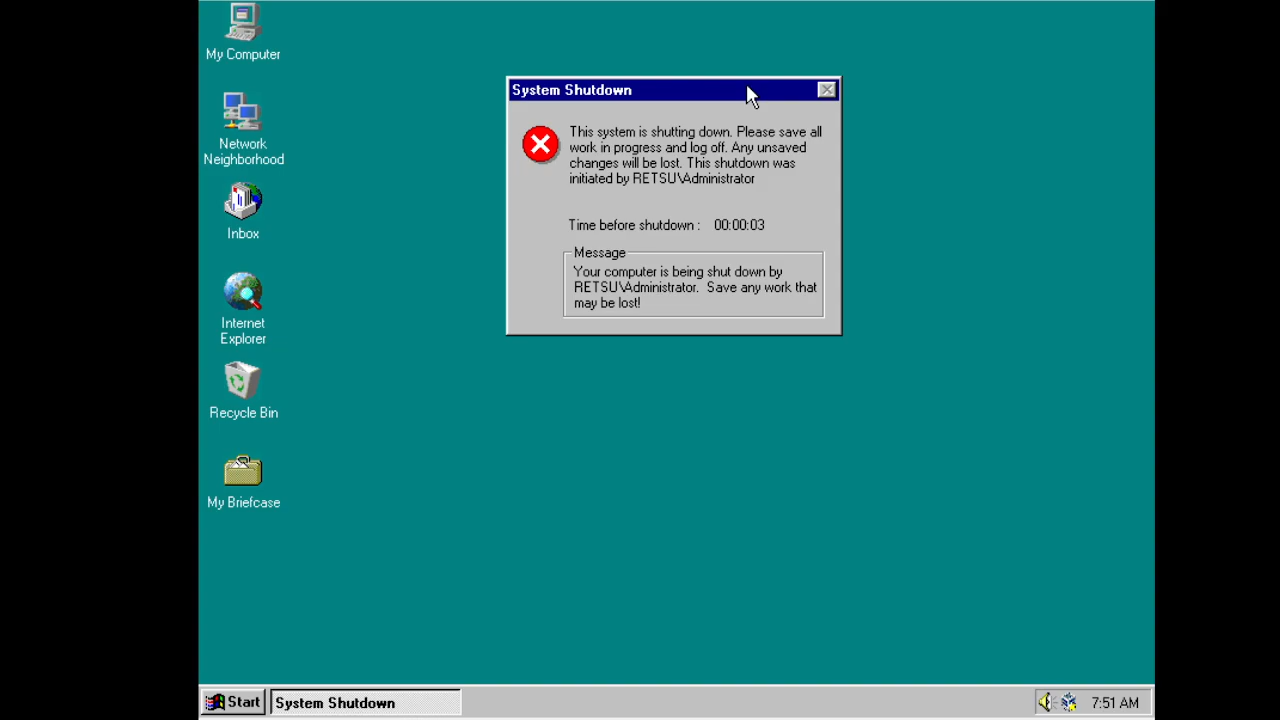 My Computer
Network
Neighborhood
Inbox
Internet
Explorer
Recycle Bin
My Briefcase
System Shutdown
This system is shutting down. Please save all
work in progress and log off. Any unsaved
changes will be lost. This shutdown was
initiated by RETSU\Administrator
Time before shutdown : 00:00:03
Message
Your computer is being shut down by
RETSU\Administrator. Save any work that
may be lost!
Start
System Shutdown
7:51 AM